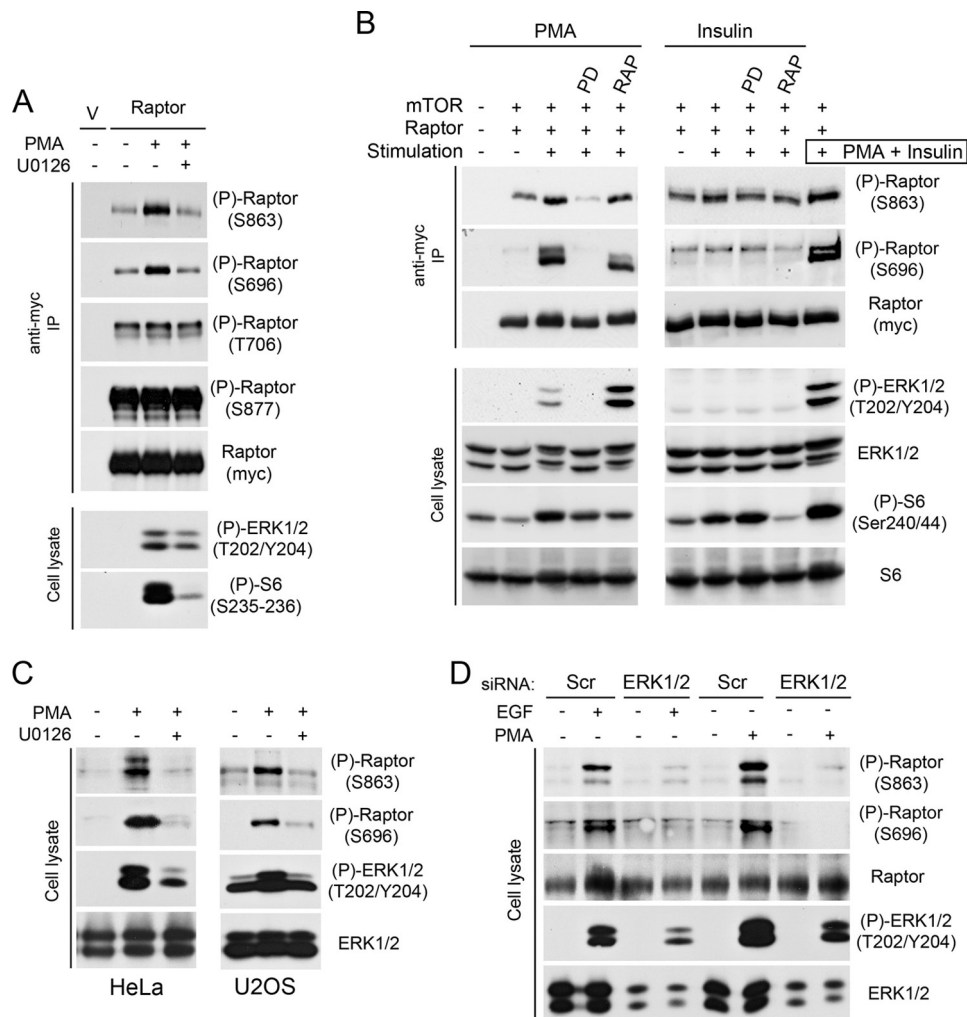 A
V Raptor
PMA - - + +
U0126 - - - +
anti-myc IP
(P)-Raptor
(S863)
(P)-Raptor
(S696)
(P)-Raptor
(T706)
(P)-Raptor
(S877)
Raptor
(myc)
Cell lysate
(P)-ERK1/2
(T202/Y204)
(P)-S6
(S235-236)
B
PMA Insulin
PD RAP PD RAP
mTOR - + + + + + + + + +
Raptor - + + + + + + + + +
Stimulation - - + + + - + + + + PMA + Insulin
anti-myc IP
(P)-Raptor
(S863)
(P)-Raptor
(S696)
Raptor
(myc)
Cell lysate
(P)-ERK1/2
(T202/Y204)
ERK1/2
(P)-S6
(Ser240/44)
S6
C
PMA - + + - + +
U0126 - - + - - +
Cell lysate
(P)-Raptor
(S863)
(P)-Raptor
(S696)
(P)-ERK1/2
(T202/Y204)
ERK1/2
HeLa U2OS
D
siRNA: Scr ERK1/2 Scr ERK1/2
EGF - + - + - - - -
PMA - - - - - + - +
Cell lysate
(P)-Raptor
(S863)
(P)-Raptor
(S696)
Raptor
(P)-ERK1/2
(T202/Y204)
ERK1/2